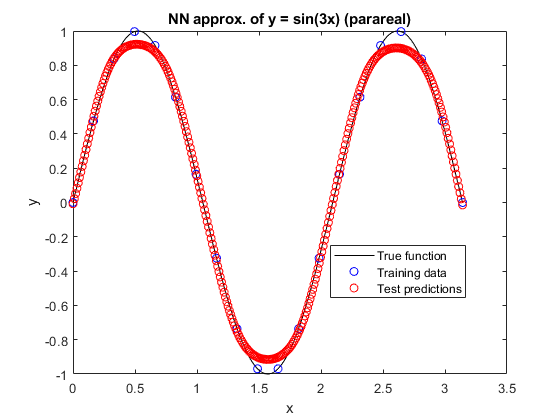 NN approx. of y = sin(3x) (parareal)
1
0.8
0.6
0.4
0.2
0
-0.2
-0.4
-0.6
-0.8
-1
y
True function
Training data
Test predictions
0 0.5 1 1.5 2 2.5 3 3.5
x